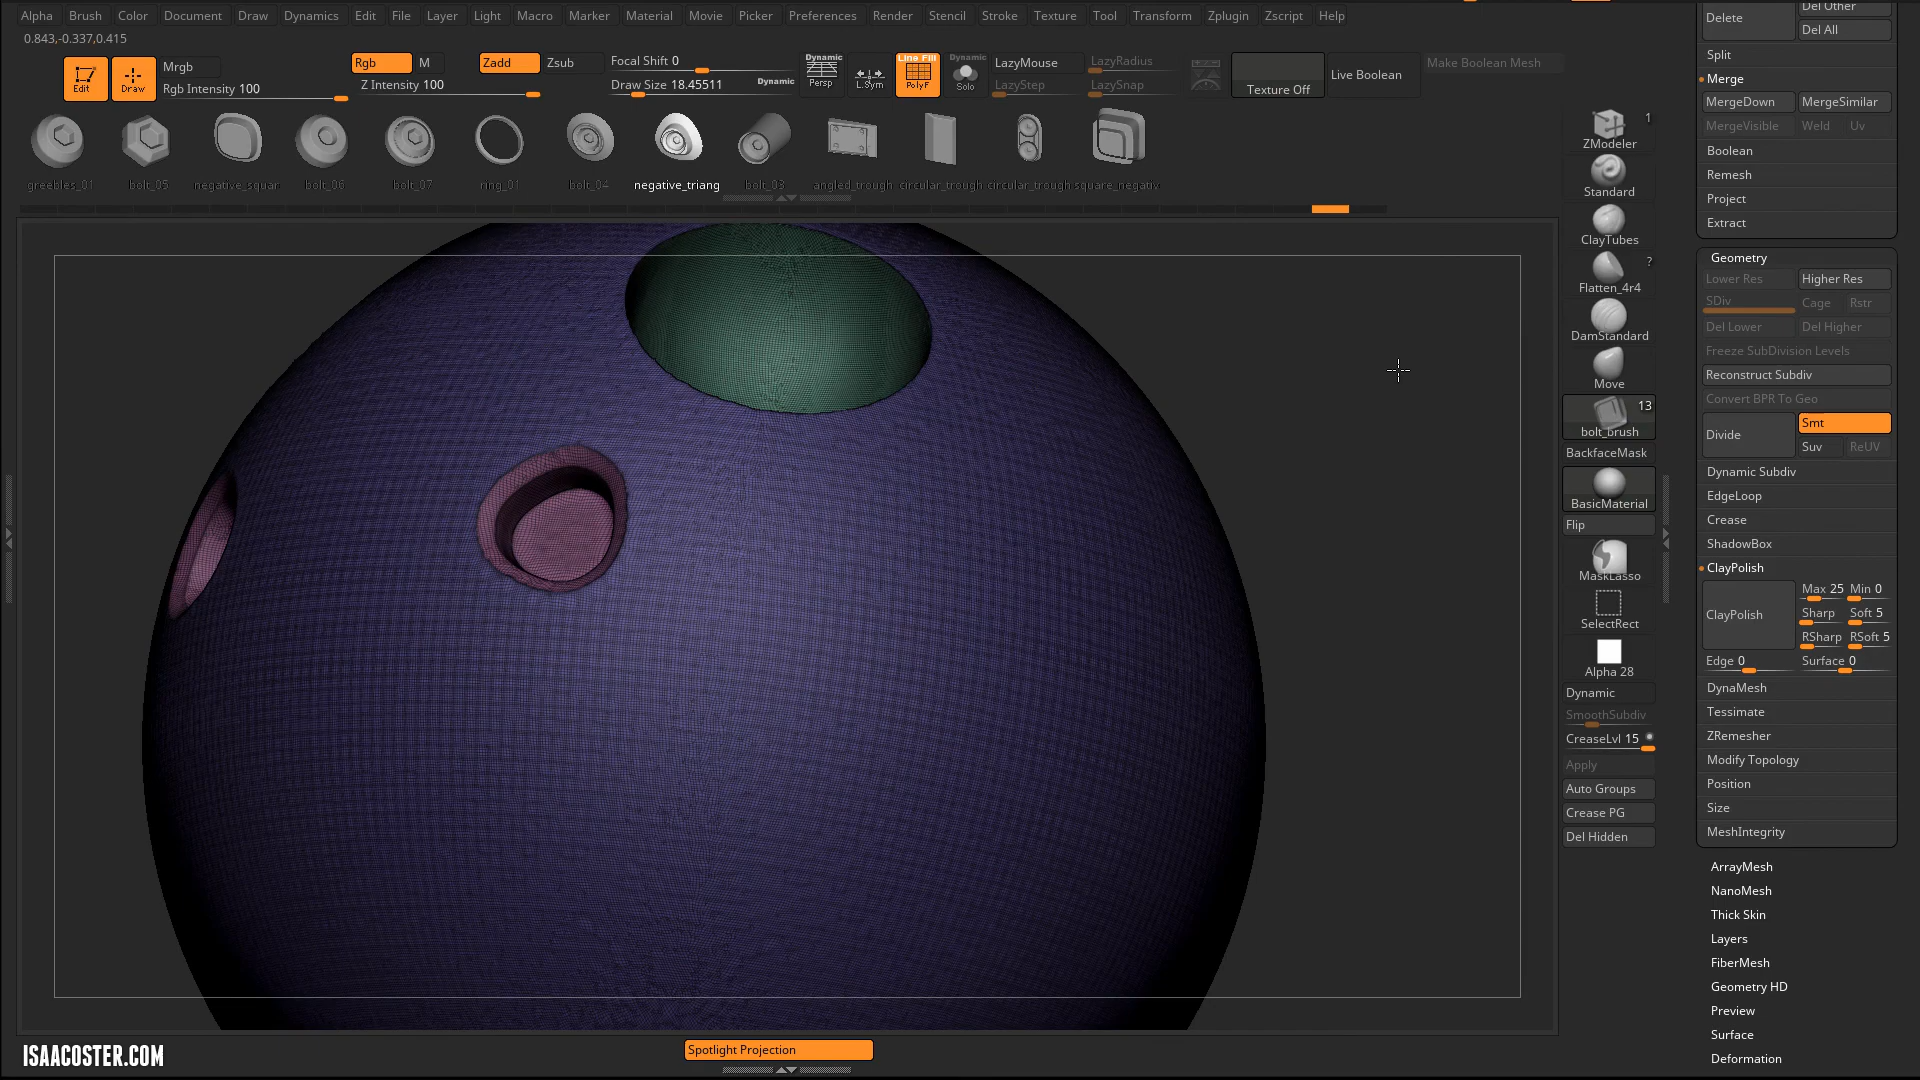 Alpha Brush Color Document Draw Dynamics Edit File Layer Light Macro Marker Material Movie Picker Preferences Render Stencil Stroke Texture Tool Transform Zplugin Zscript Help
0.843,-0.337,0.415
Edit
Draw
Mrgb
Rgb Intensity 100
Rgb M
Zadd Zsub
Z Intensity 100
Focal Shift 0
Draw Size 18.45511 Dynamic
Dynamic
Persp
L.Sym
Line Fill
PolyF
Dynamic
Solo
LazyMouse LazyRadius
LazyStep LazySnap
Texture Off
Live Boolean
Make Boolean Mesh
greebles_01 bolt_05 negative_squar bolt_06 bolt_07 ring_01 bolt_04 negative_triang bolt_03 angled_trough circular_trough circular_trough square_negativ
1
ZModeler
Standard
ClayTubes
?
Flatten_4r4
DamStandard
Move
13
bolt_brush
BackfaceMask
BasicMaterial
Flip
MaskLasso
SelectRect
Alpha 28
Dynamic
SmoothSubdiv
CreaseLvl 15
Apply
Auto Groups
Crease PG
Del Hidden
Delete Del Other
Del All
Split
Merge
MergeDown MergeSimilar
MergeVisible Weld Uv
Boolean
Remesh
Project
Extract
Geometry
Lower Res Higher Res
SDiv Cage Rstr
Del Lower Del Higher
Freeze SubDivision Levels
Reconstruct Subdiv
Convert BPR To Geo
Divide Smt
Suv ReUV
Dynamic Subdiv
EdgeLoop
Crease
ShadowBox
ClayPolish
ClayPolish Max 25 Min 0
Sharp Soft 5
RSharp RSoft 5
Edge 0 Surface 0
DynaMesh
Tessimate
ZRemesher
Modify Topology
Position
Size
MeshIntegrity
ArrayMesh
NanoMesh
Thick Skin
Layers
FiberMesh
Geometry HD
Preview
Surface
Deformation
ISAACOSTER.COM
Spotlight Projection